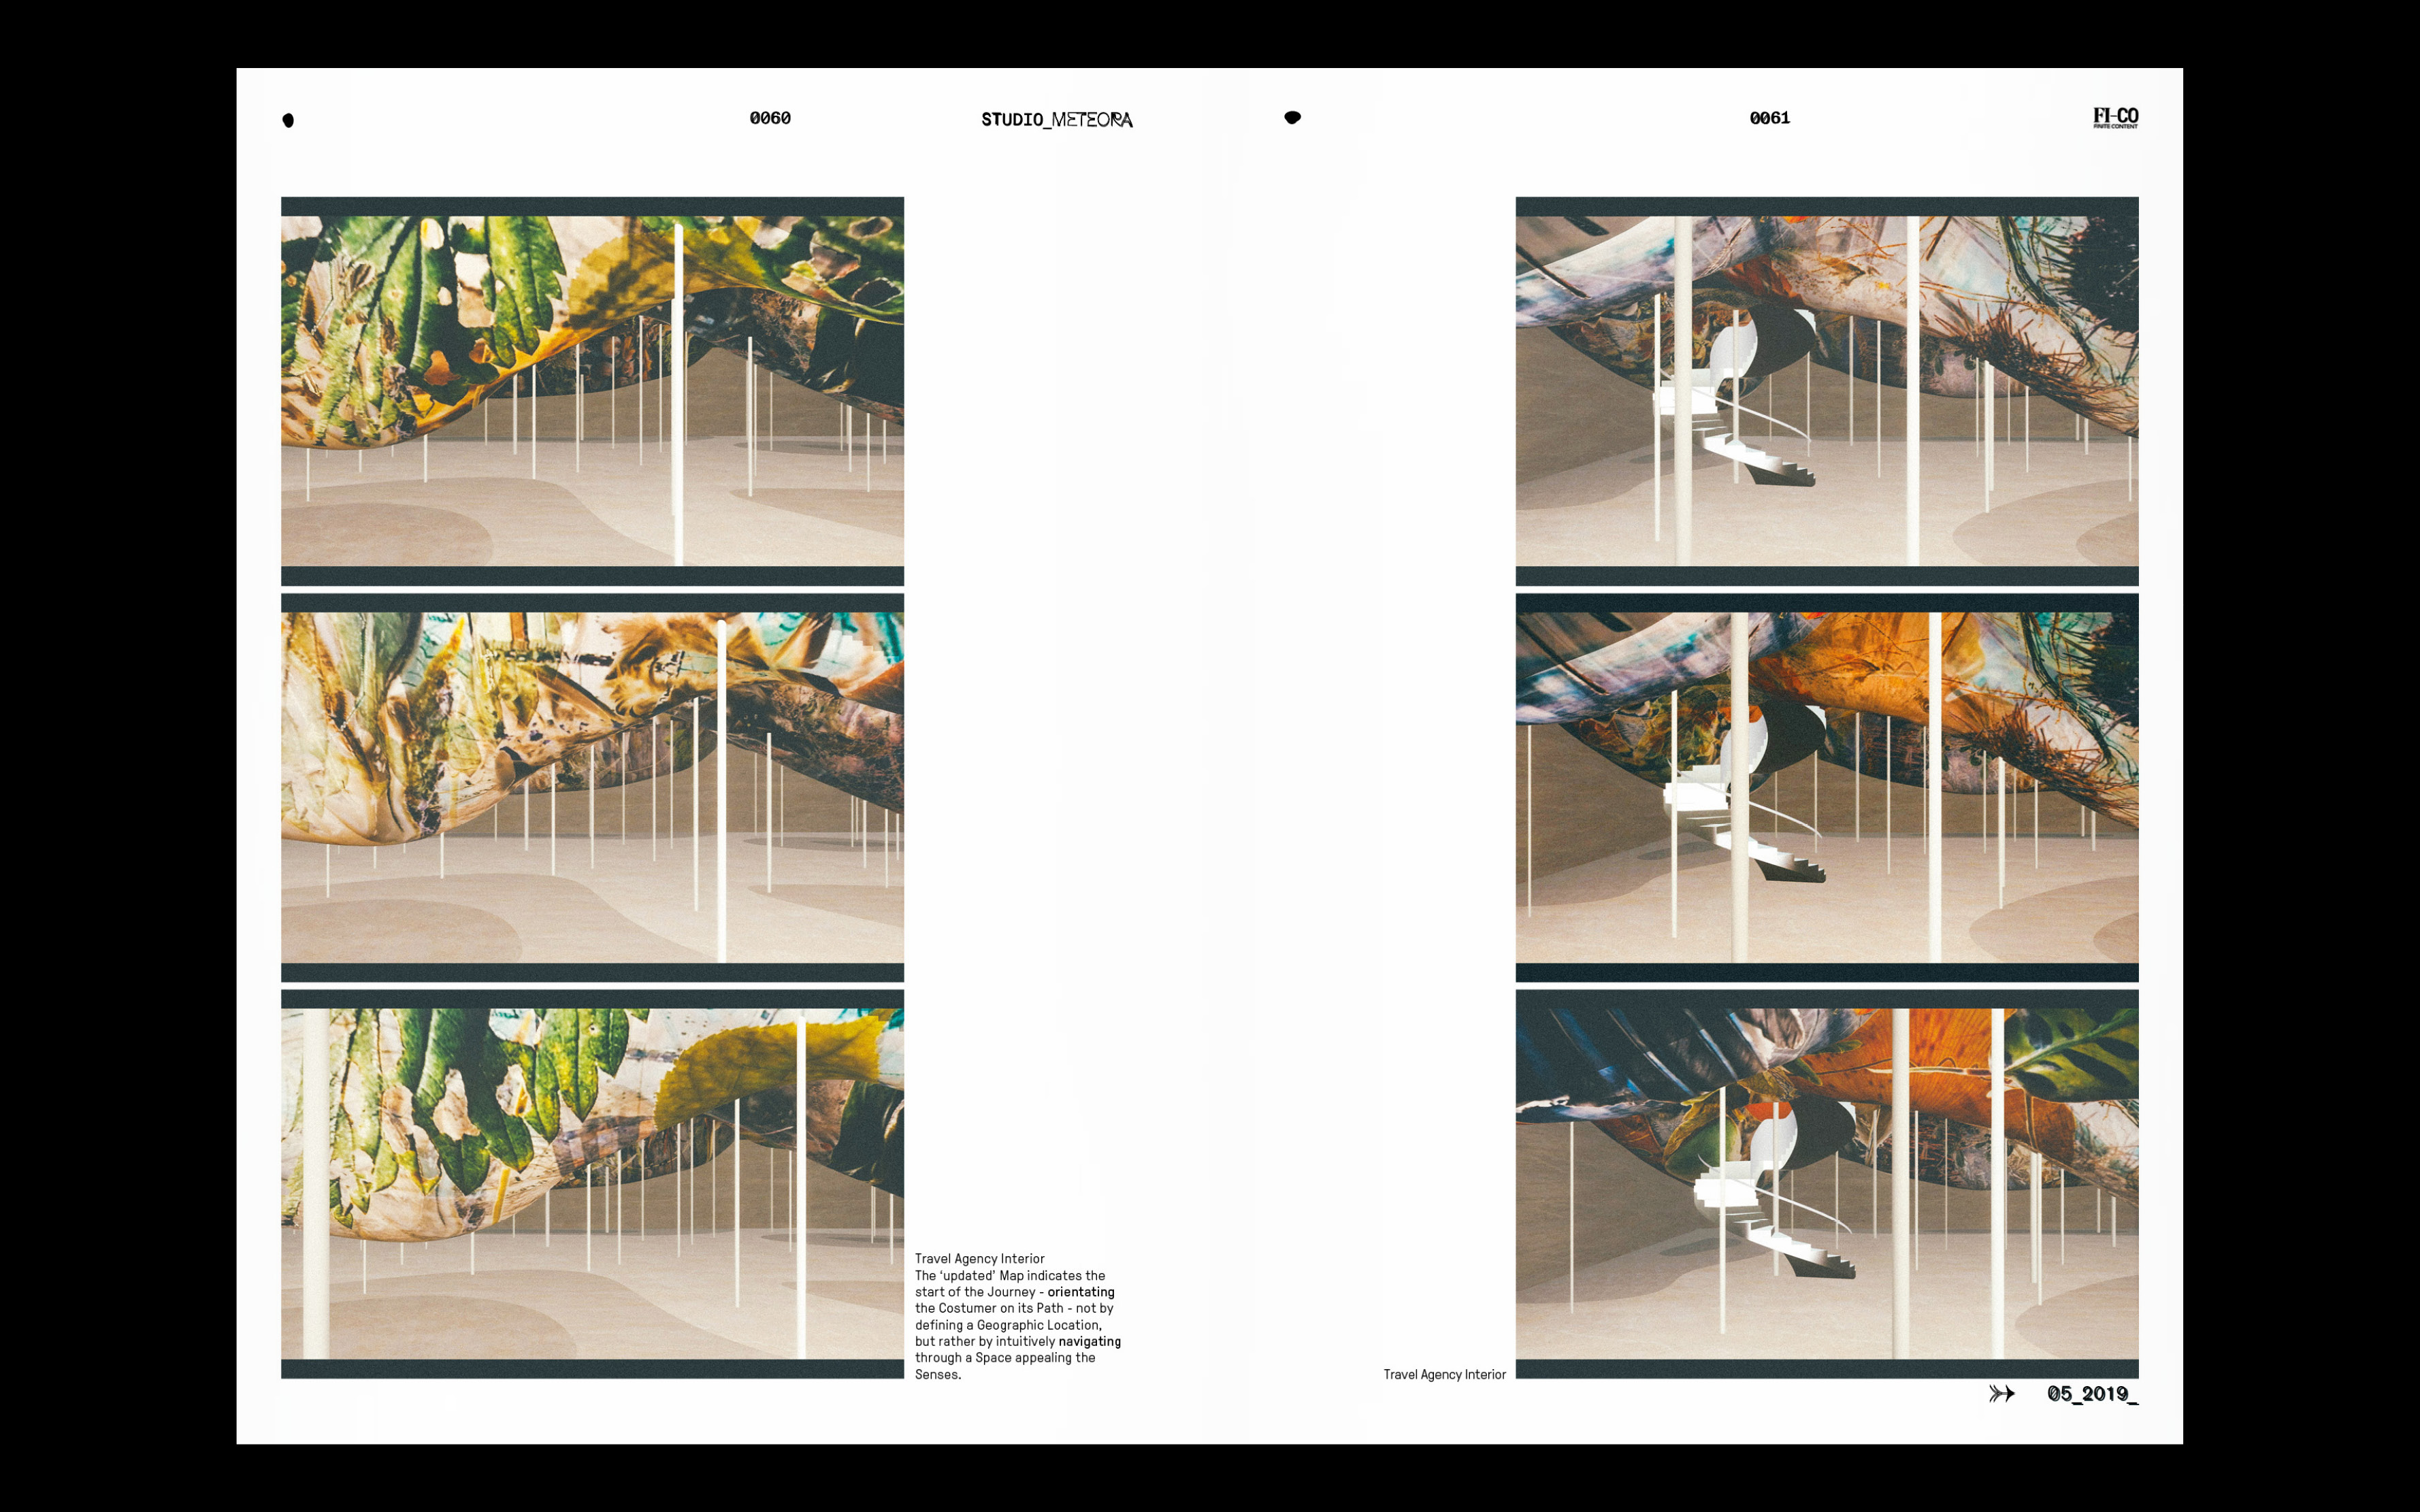 0060
STUDIO_METEORA
0061
FI-CO
FINITE CONTENT
Travel Agency Interior
The ‘updated’ Map indicates the
start of the Journey - orientating
the Costumer on its Path - not by
defining a Geographic Location,
but rather by intuitively navigating
through a Space appealing the
Senses.
Travel Agency Interior
05_2019_